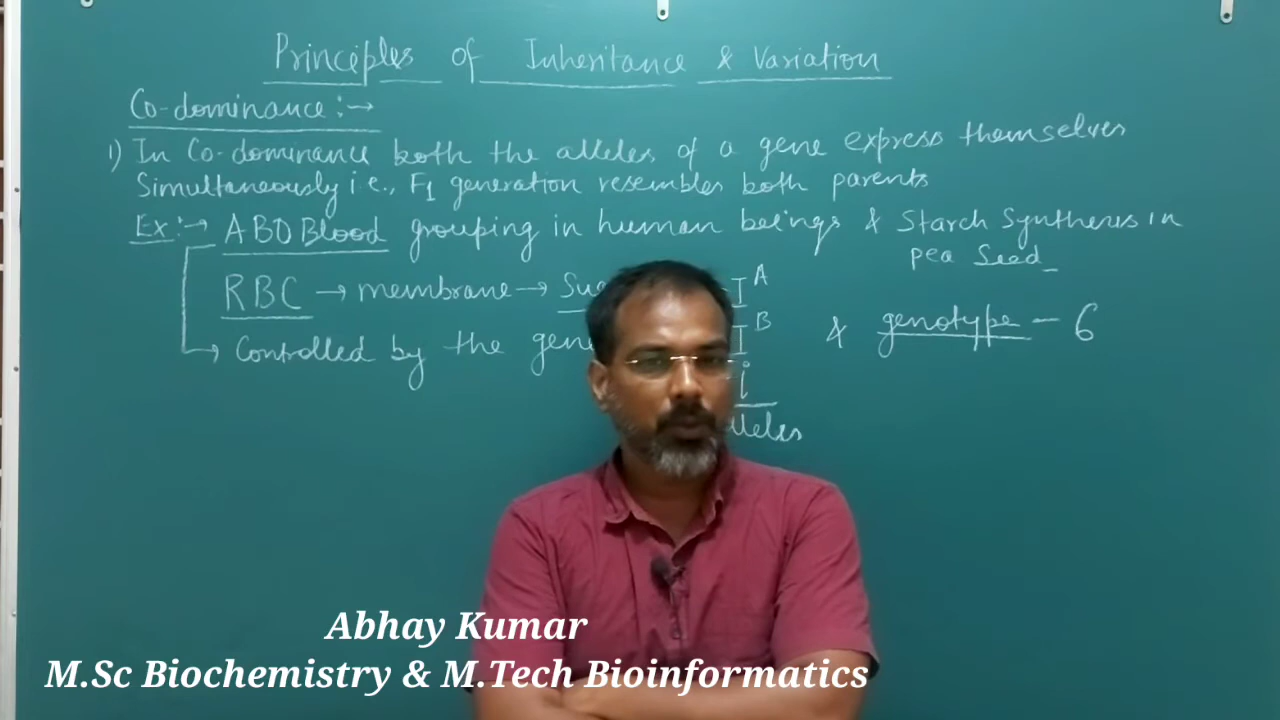 Principles of Inheritance & Variation
Co-dominance :→
1) In Co-dominance both the alleles of a gene express themselves
Simultaneously i.e., F1 generation resembles both parents
Ex :→ ABO Blood grouping in human beings & Starch Synthesis in
pea Seed
RBC → membrane → I^A
I^B
→ Controlled by the & genotype – 6
i
Abhay Kumar
M.Sc Biochemistry & M.Tech Bioinformatics